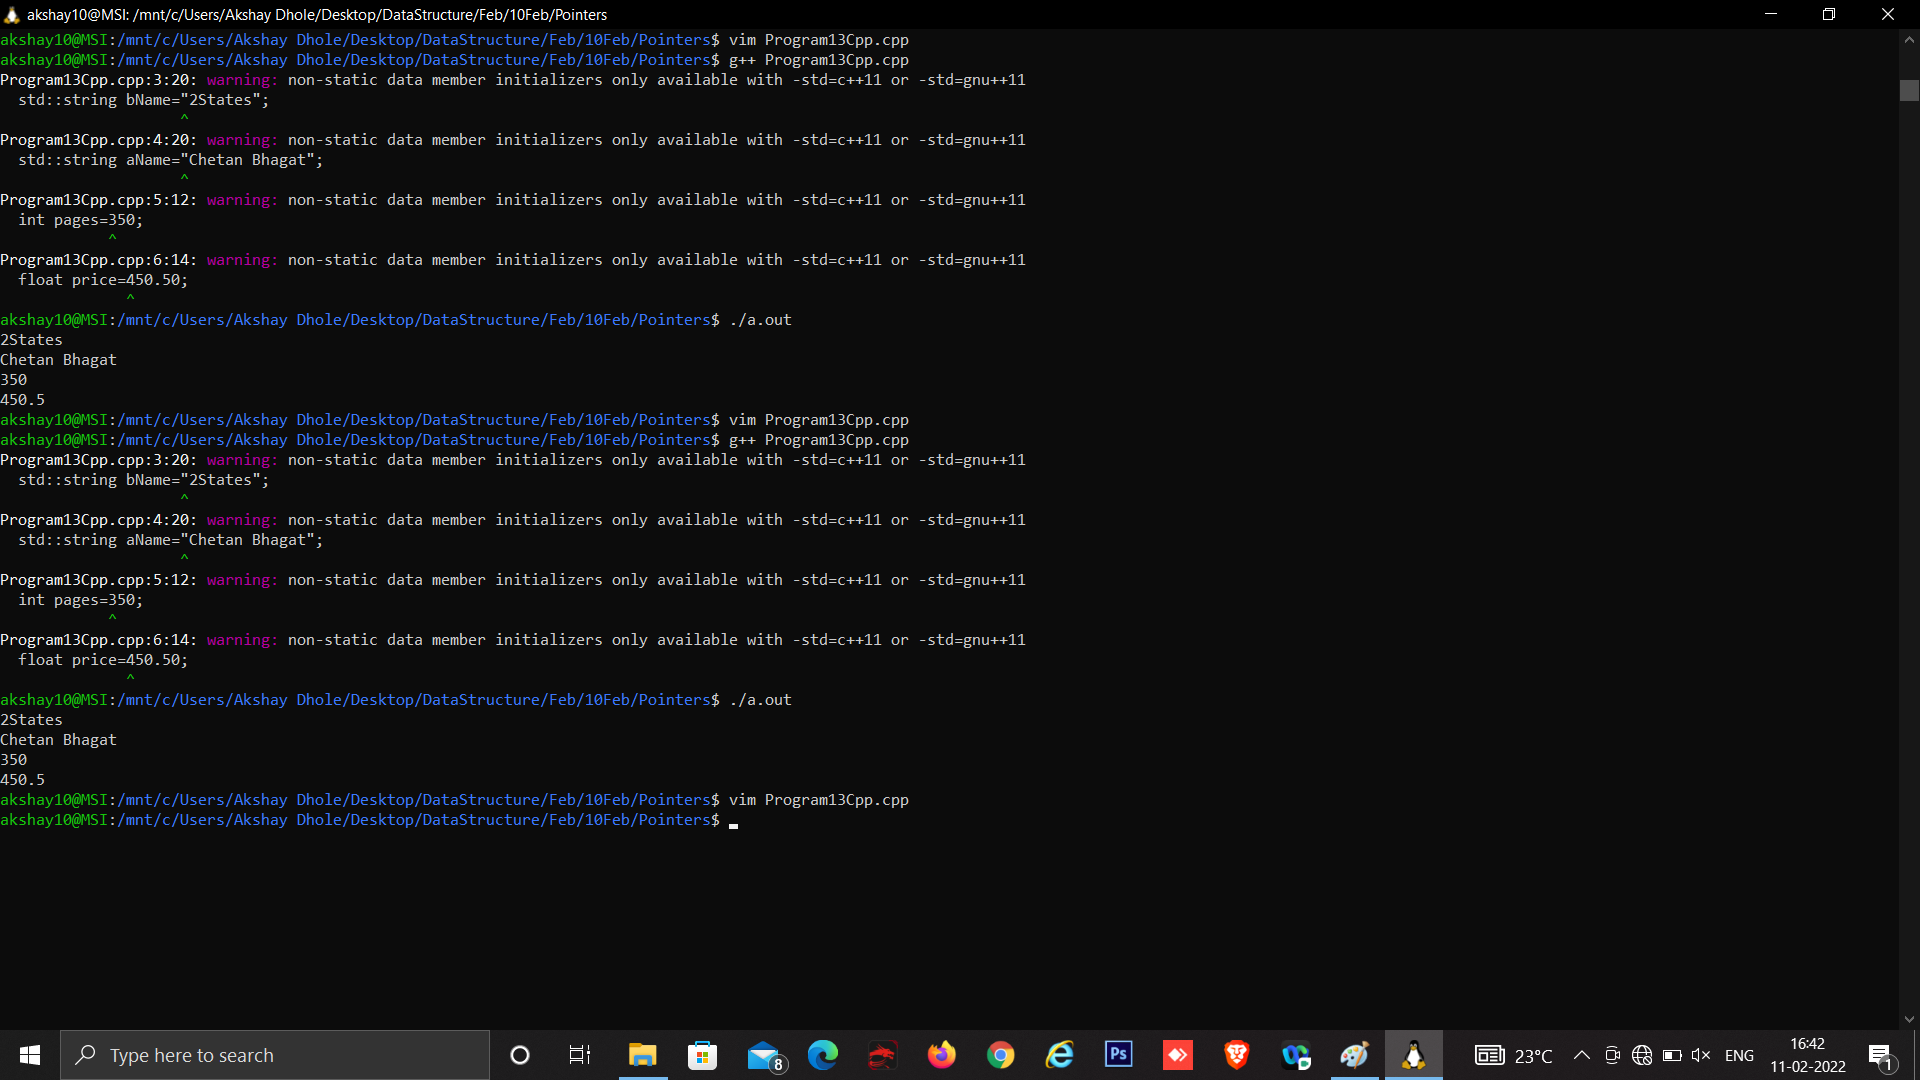 akshay10@MSI: /mnt/c/Users/Akshay Dhole/Desktop/DataStructure/Feb/10Feb/Pointers
akshay10@MSI:/mnt/c/Users/Akshay Dhole/Desktop/DataStructure/Feb/10Feb/Pointers$ vim Program13Cpp.cpp
akshay10@MSI:/mnt/c/Users/Akshay Dhole/Desktop/DataStructure/Feb/10Feb/Pointers$ g++ Program13Cpp.cpp
Program13Cpp.cpp:3:20: warning: non-static data member initializers only available with -std=c++11 or -std=gnu++11
  std::string bName="2States";
                    ^
Program13Cpp.cpp:4:20: warning: non-static data member initializers only available with -std=c++11 or -std=gnu++11
  std::string aName="Chetan Bhagat";
                    ^
Program13Cpp.cpp:5:12: warning: non-static data member initializers only available with -std=c++11 or -std=gnu++11
  int pages=350;
            ^
Program13Cpp.cpp:6:14: warning: non-static data member initializers only available with -std=c++11 or -std=gnu++11
  float price=450.50;
              ^
akshay10@MSI:/mnt/c/Users/Akshay Dhole/Desktop/DataStructure/Feb/10Feb/Pointers$ ./a.out
2States
Chetan Bhagat
350
450.5
akshay10@MSI:/mnt/c/Users/Akshay Dhole/Desktop/DataStructure/Feb/10Feb/Pointers$ vim Program13Cpp.cpp
akshay10@MSI:/mnt/c/Users/Akshay Dhole/Desktop/DataStructure/Feb/10Feb/Pointers$ g++ Program13Cpp.cpp
Program13Cpp.cpp:3:20: warning: non-static data member initializers only available with -std=c++11 or -std=gnu++11
  std::string bName="2States";
                    ^
Program13Cpp.cpp:4:20: warning: non-static data member initializers only available with -std=c++11 or -std=gnu++11
  std::string aName="Chetan Bhagat";
                    ^
Program13Cpp.cpp:5:12: warning: non-static data member initializers only available with -std=c++11 or -std=gnu++11
  int pages=350;
            ^
Program13Cpp.cpp:6:14: warning: non-static data member initializers only available with -std=c++11 or -std=gnu++11
  float price=450.50;
              ^
akshay10@MSI:/mnt/c/Users/Akshay Dhole/Desktop/DataStructure/Feb/10Feb/Pointers$ ./a.out
2States
Chetan Bhagat
350
450.5
akshay10@MSI:/mnt/c/Users/Akshay Dhole/Desktop/DataStructure/Feb/10Feb/Pointers$ vim Program13Cpp.cpp
akshay10@MSI:/mnt/c/Users/Akshay Dhole/Desktop/DataStructure/Feb/10Feb/Pointers$
Type here to search
8
Ps
23°C
ENG
16:42
11-02-2022
1